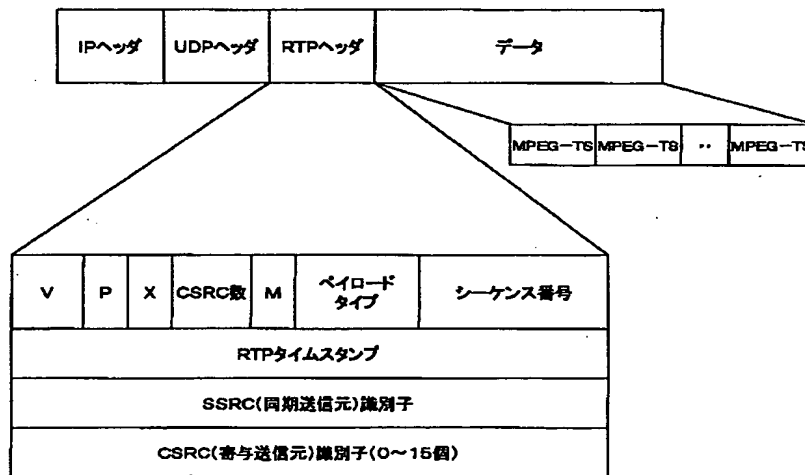 IPヘッダ UDPヘッダ RTPヘッダ データ
MPEG-TS MPEG-TS ‥ MPEG-TS
V P X CSRC数 M ペイロード
タイプ シーケンス番号
RTPタイムスタンプ
SSRC(同期送信元)識別子
CSRC(寄与送信元)識別子(0～15個)